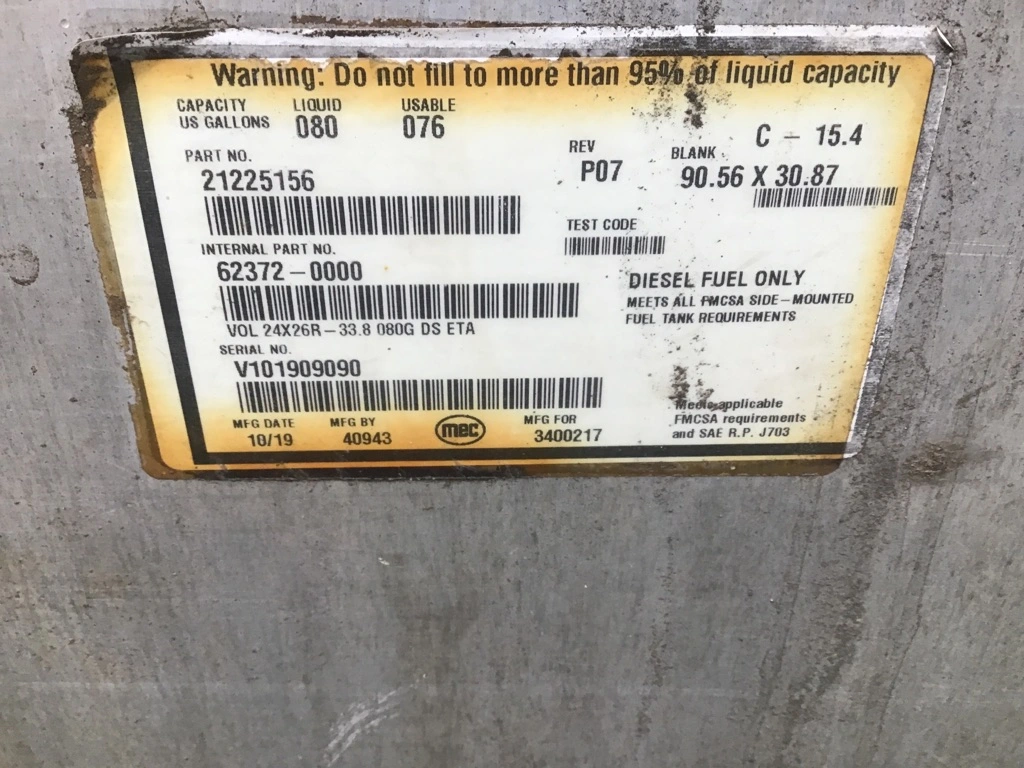 Warning: Do not fill to more than 95% of liquid capacity
CAPACITY LIQUID USABLE
US GALLONS 080 076
C - 15.4
PART NO. REV BLANK
21225156 P07 90.56 X 30.87
TEST CODE
INTERNAL PART NO.
62372-0000
DIESEL FUEL ONLY
MEETS ALL FMCSA SIDE-MOUNTED
FUEL TANK REQUIREMENTS
VOL 24X26R-33.8 080G DS ETA
SERIAL NO.
V101909090
MFG DATE MFG BY mec MFG FOR
10/19 40943 3400217
Meets applicable
FMCSA requirements
and SAE R.P. J703